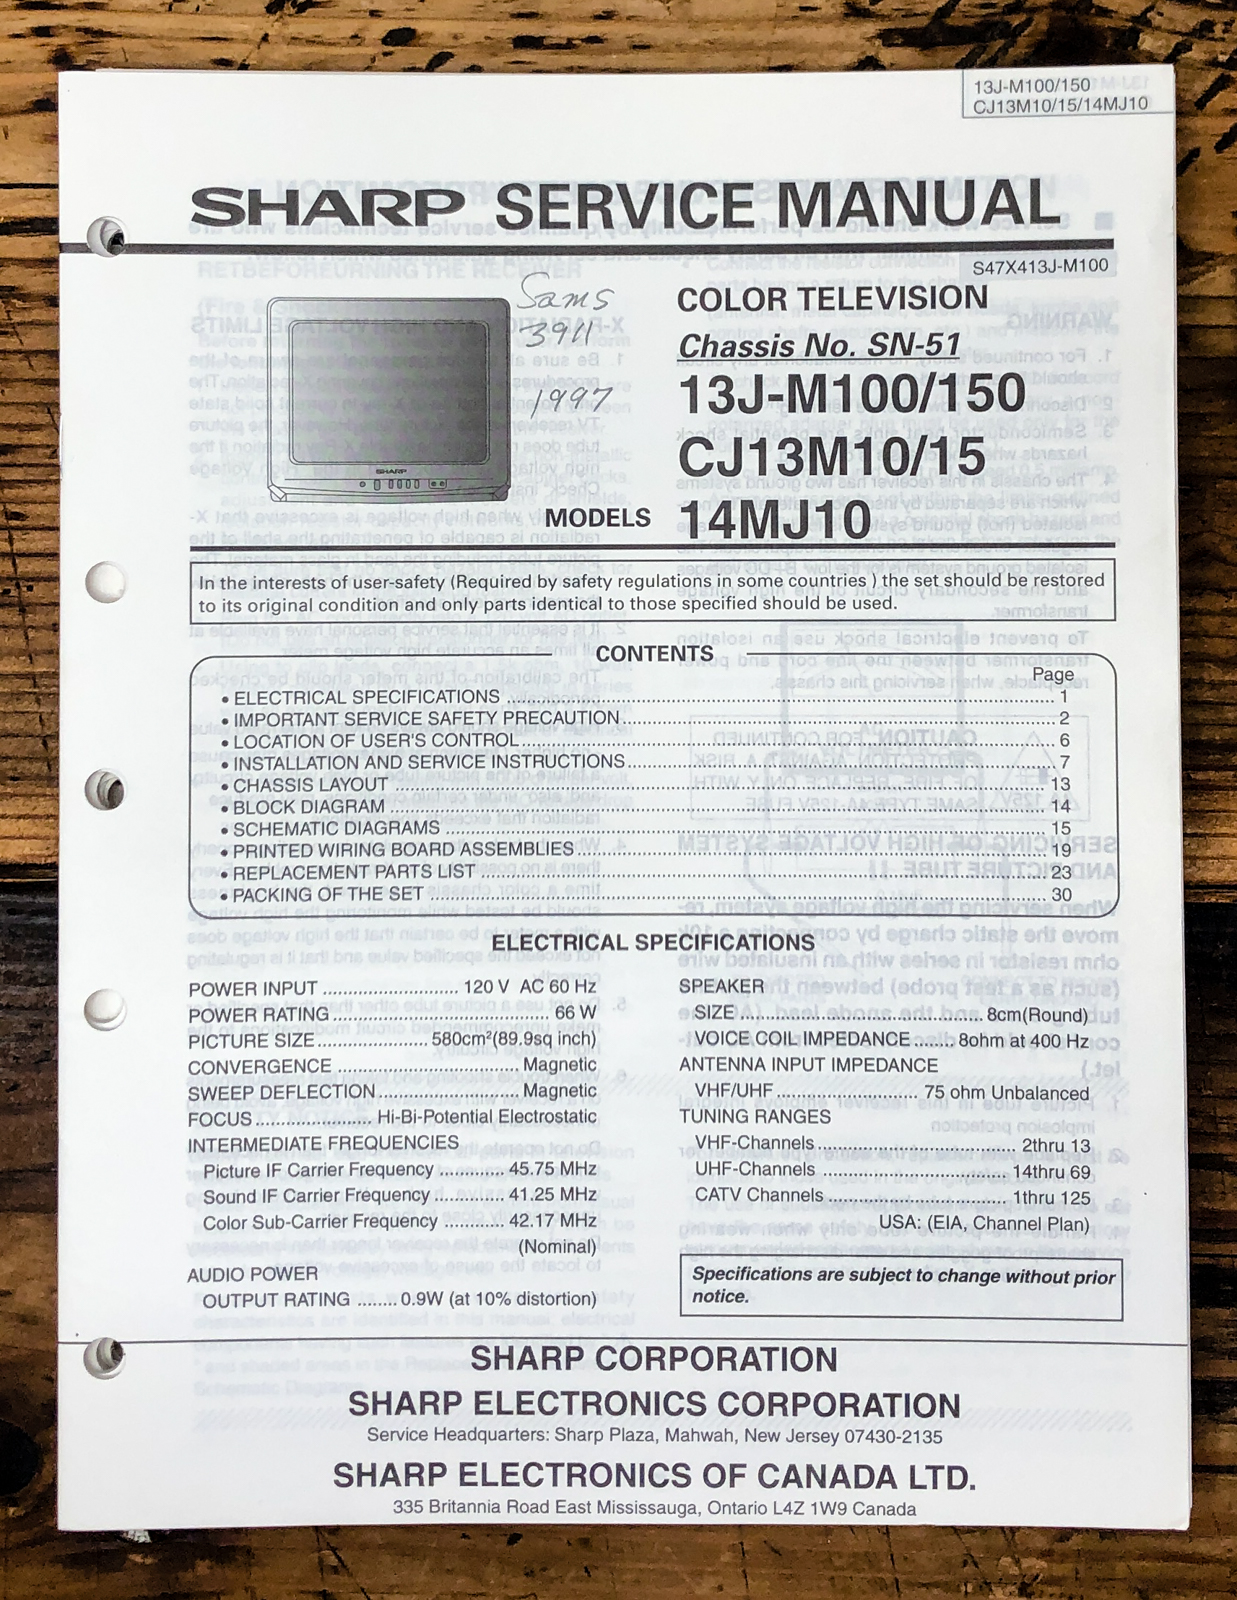 13J-M100/150
CJ13M10/15/14MJ10
SHARP SERVICE MANUAL
S47X413J-M100
Sams
3911
1997
SHARP
COLOR TELEVISION
Chassis No. SN-51
13J-M100/150
CJ13M10/15
MODELS 14MJ10
In the interests of user-safety (Required by safety regulations in some countries ) the set should be restored
to its original condition and only parts identical to those specified should be used.
CONTENTS
Page
• ELECTRICAL SPECIFICATIONS ........ 1
• IMPORTANT SERVICE SAFETY PRECAUTION ........ 2
• LOCATION OF USER'S CONTROL ........ 6
• INSTALLATION AND SERVICE INSTRUCTIONS ........ 7
• CHASSIS LAYOUT ........ 13
• BLOCK DIAGRAM ........ 14
• SCHEMATIC DIAGRAMS ........ 15
• PRINTED WIRING BOARD ASSEMBLIES ........ 19
• REPLACEMENT PARTS LIST ........ 23
• PACKING OF THE SET ........ 30
ELECTRICAL SPECIFICATIONS
POWER INPUT ........ 120 V AC 60 Hz
POWER RATING ........ 66 W
PICTURE SIZE ........ 580cm²(89.9sq inch)
CONVERGENCE ........ Magnetic
SWEEP DEFLECTION ........ Magnetic
FOCUS ........ Hi-Bi-Potential Electrostatic
INTERMEDIATE FREQUENCIES
Picture IF Carrier Frequency ........ 45.75 MHz
Sound IF Carrier Frequency ........ 41.25 MHz
Color Sub-Carrier Frequency ........ 42.17 MHz
(Nominal)
AUDIO POWER
OUTPUT RATING ........ 0.9W (at 10% distortion)
SPEAKER
SIZE ........ 8cm(Round)
VOICE COIL IMPEDANCE ........ 8ohm at 400 Hz
ANTENNA INPUT IMPEDANCE
VHF/UHF ........ 75 ohm Unbalanced
TUNING RANGES
VHF-Channels ........ 2thru 13
UHF-Channels ........ 14thru 69
CATV Channels ........ 1thru 125
USA: (EIA, Channel Plan)
Specifications are subject to change without prior
notice.
SHARP CORPORATION
SHARP ELECTRONICS CORPORATION
Service Headquarters: Sharp Plaza, Mahwah, New Jersey 07430-2135
SHARP ELECTRONICS OF CANADA LTD.
335 Britannia Road East Mississauga, Ontario L4Z 1W9 Canada